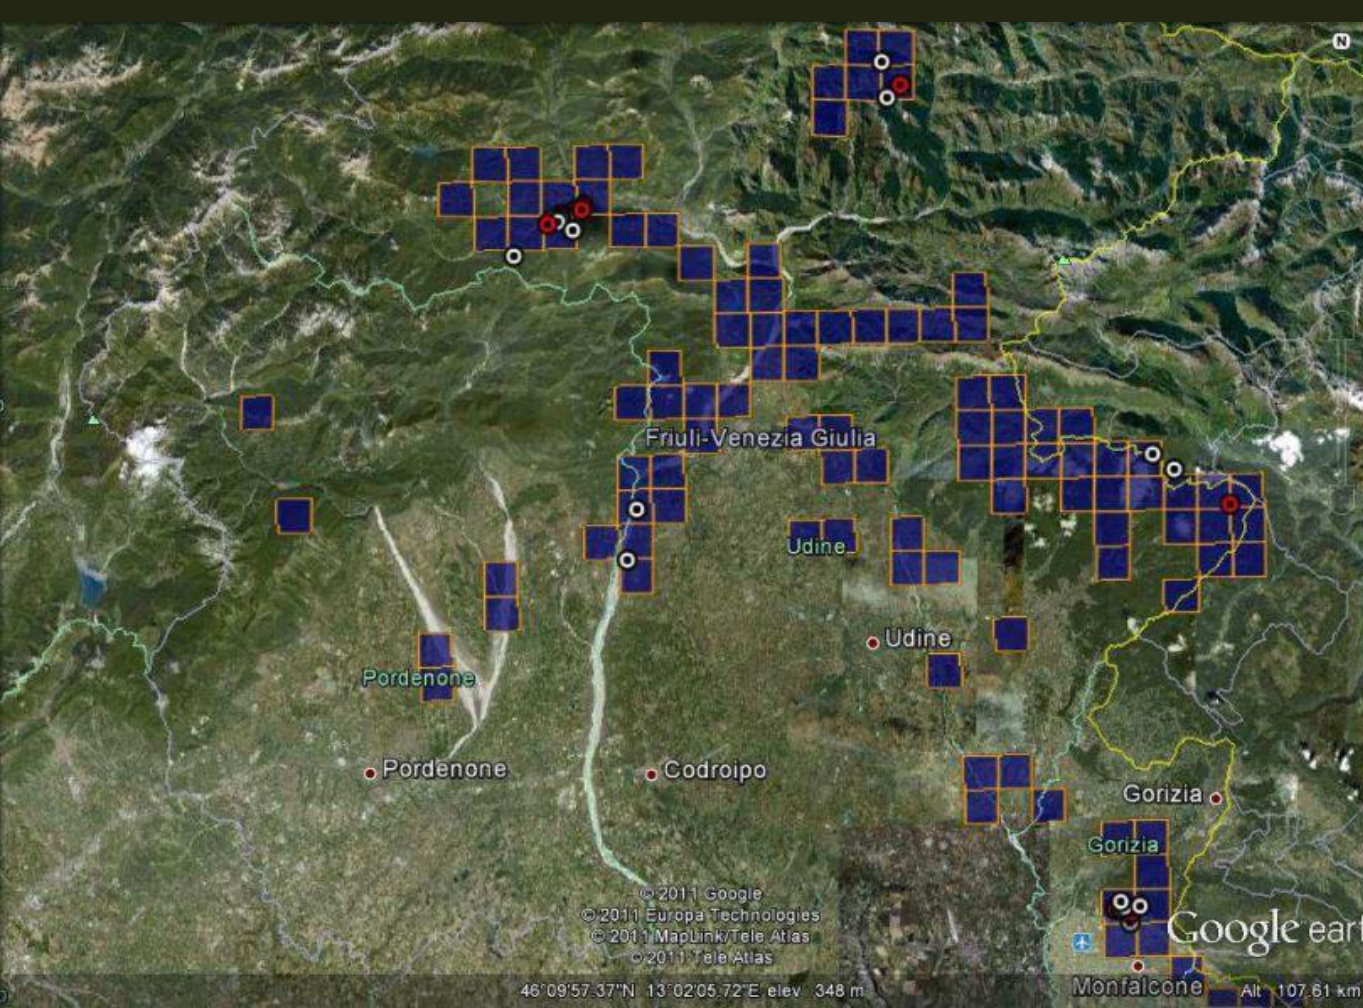 N
Friuli-Venezia Giulia
Udine
Udine
Pordenone
Pordenone
Codroipo
Gorizia
Gorizia
© 2011 Google
© 2011 Europa Technologies
© 2011 MapLink/Tele Atlas
© 2011 Tele Atlas
Google eart
Monfalcone
46°09'57.37"N 13°02'05.72"E elev 348 m
Alt 107.61 km